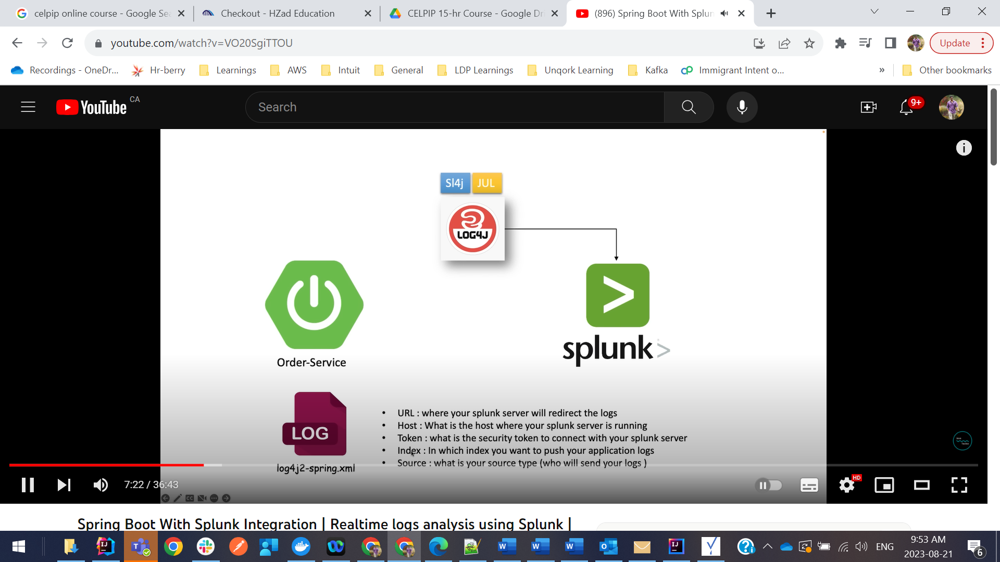 celpip online course - Google Se
Checkout - HZad Education
CELPIP 15-hr Course - Google Dri
(896) Spring Boot With Splun
youtube.com/watch?v=VO20SgiTTOU
Update
Recordings - OneDr...
Hr-berry
Learnings
AWS
Intuit
General
LDP Learnings
Unqork Learning
Kafka
Immigrant Intent o...
»
Other bookmarks
YouTube CA
Search
9+
Sl4j JUL
LOG4J
splunk>
Order-Service
LOG
log4j2-spring.xml
• URL : where your splunk server will redirect the logs
• Host : What is the host where your splunk server is running
• Token : what is the security token to connect with your splunk server
• Index : In which index you want to push your application logs
• Source : what is your source type (who will send your logs )
7:22 / 36:43
HD
CC
Spring Boot With Splunk Integration | Realtime logs analysis using Splunk |
ENG
9:53 AM
2023-08-21
6